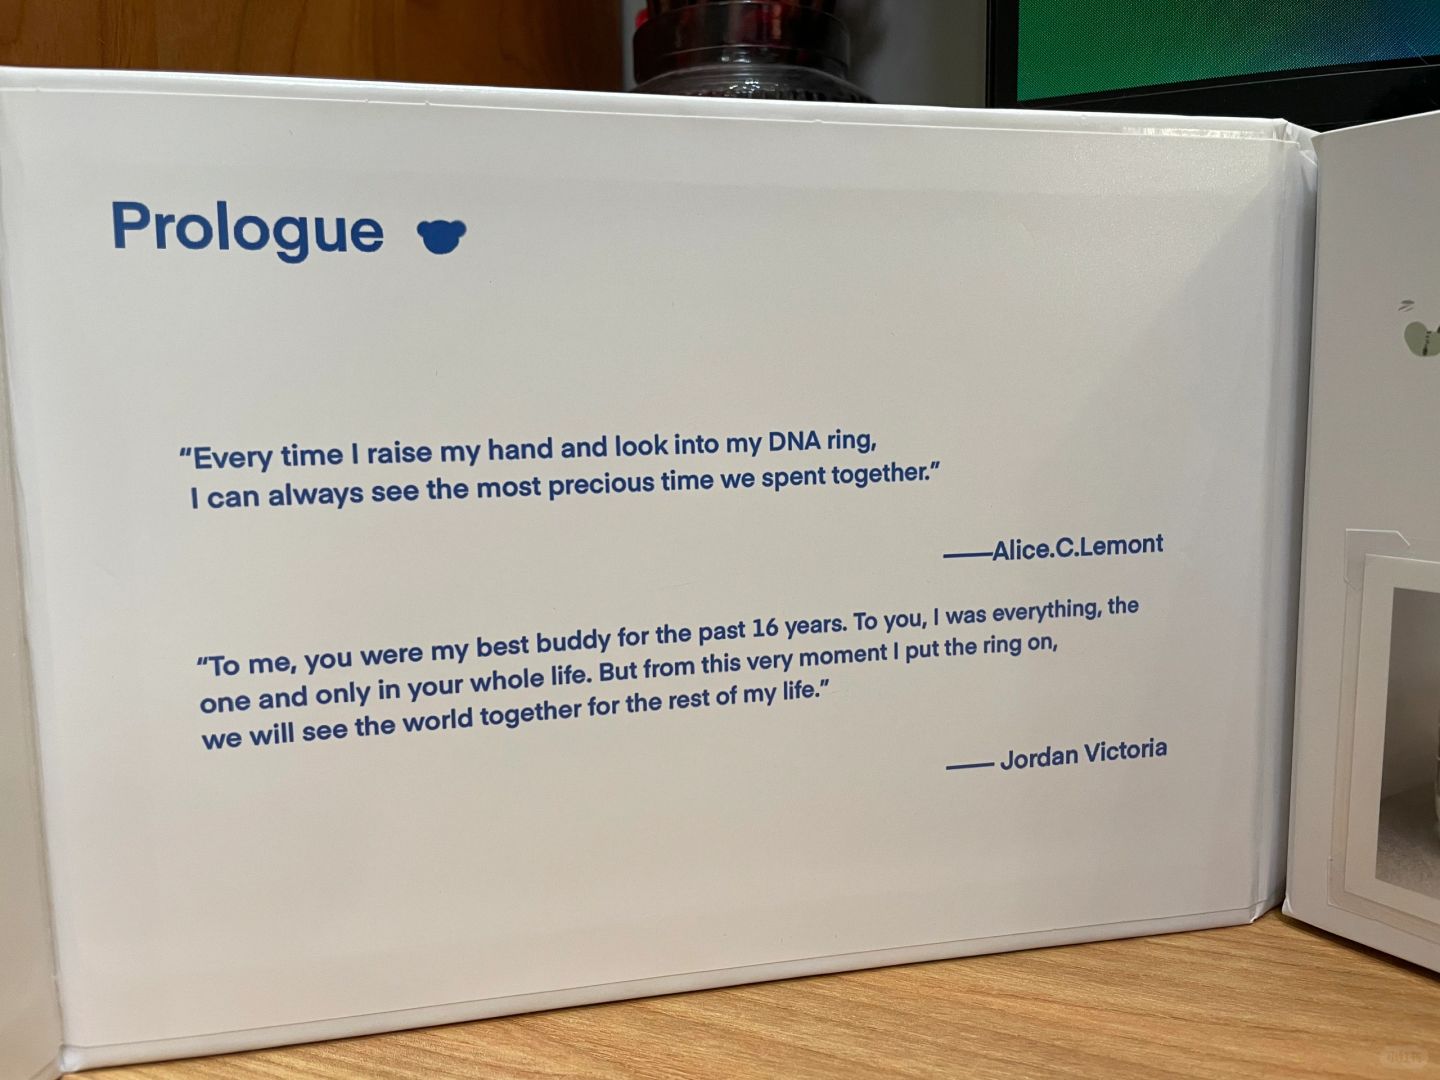 Prologue
“Every time I raise my hand and look into my DNA ring,
I can always see the most precious time we spent together.”
——Alice.C.Lemont
“To me, you were my best buddy for the past 16 years. To you, I was everything, the
one and only in your whole life. But from this very moment I put the ring on,
we will see the world together for the rest of my life.”
—— Jordan Victoria